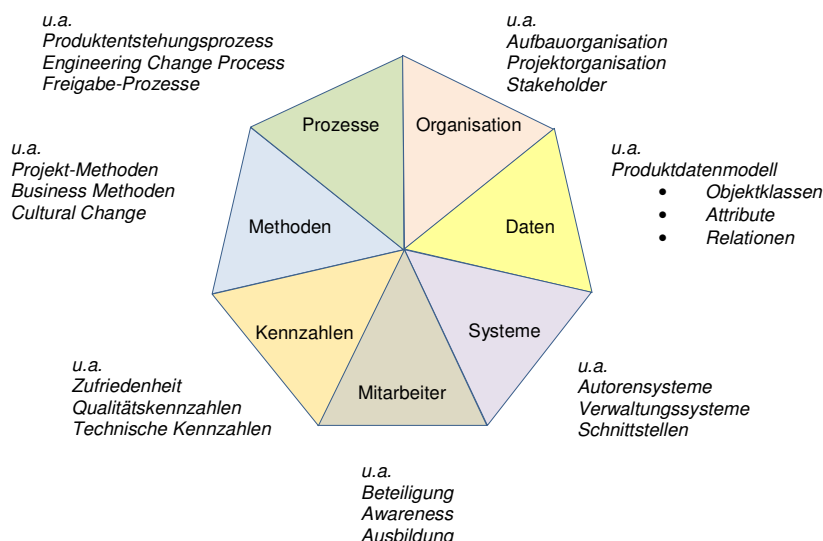 u.a.
Produktentstehungsprozess
Engineering Change Process
Freigabe-Prozesse
u.a.
Aufbauorganisation
Projektorganisation
Stakeholder
Prozesse
Organisation
u.a.
Projekt-Methoden
Business Methoden
Cultural Change
u.a.
Produktdatenmodell
• Objektklassen
• Attribute
• Relationen
Methoden
Daten
Kennzahlen
Systeme
Mitarbeiter
u.a.
Zufriedenheit
Qualitätskennzahlen
Technische Kennzahlen
u.a.
Autorensysteme
Verwaltungssysteme
Schnittstellen
u.a.
Beteiligung
Awareness
Ausbildung